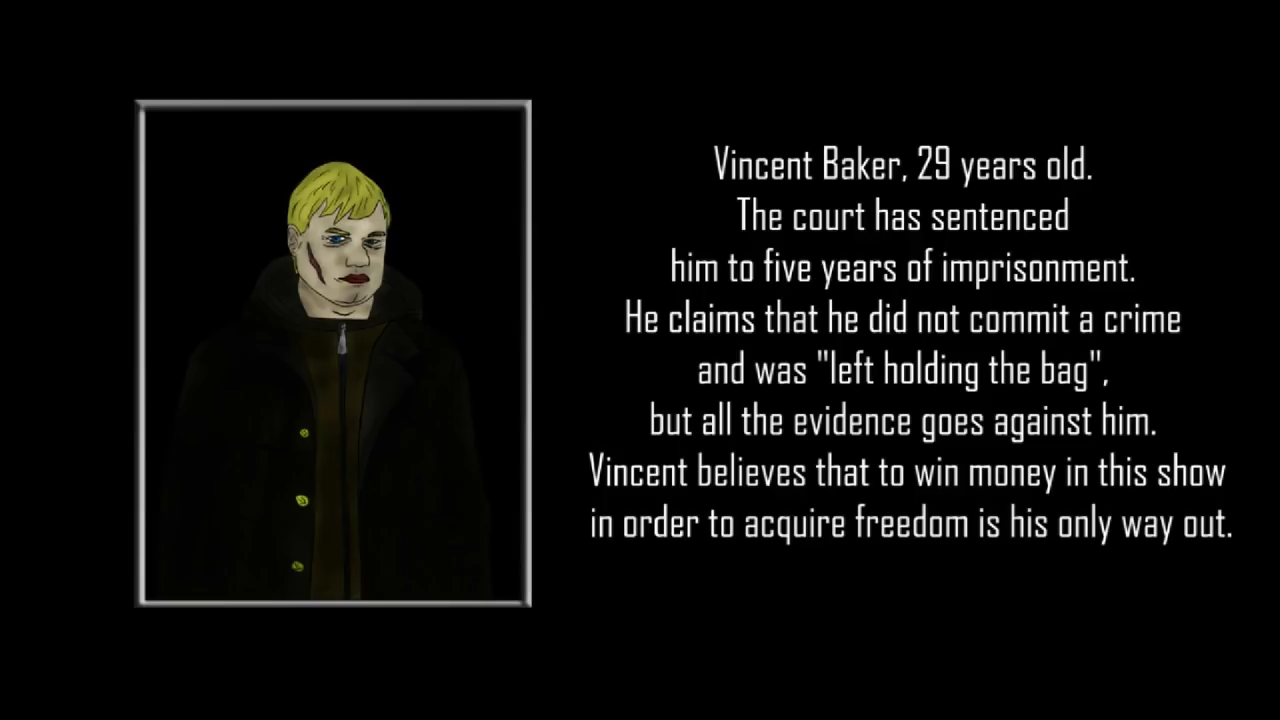 Vincent Baker, 29 years old.
The court has sentenced
him to five years of imprisonment.
He claims that he did not commit a crime
and was "left holding the bag",
but all the evidence goes against him.
Vincent believes that to win money in this show
in order to acquire freedom is his only way out.